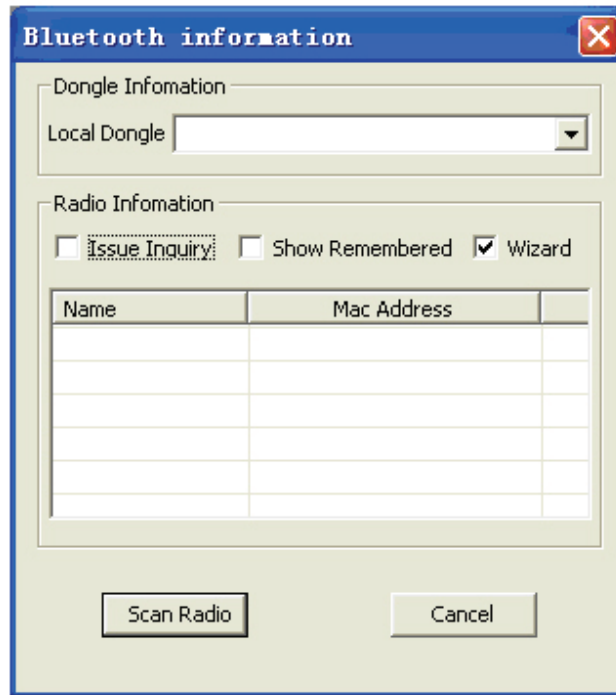 Bluetooth information
Dongle Infomation
Local Dongle
Radio Infomation
Issue Inquiry Show Remembered Wizard
Name Mac Address
Scan Radio Cancel